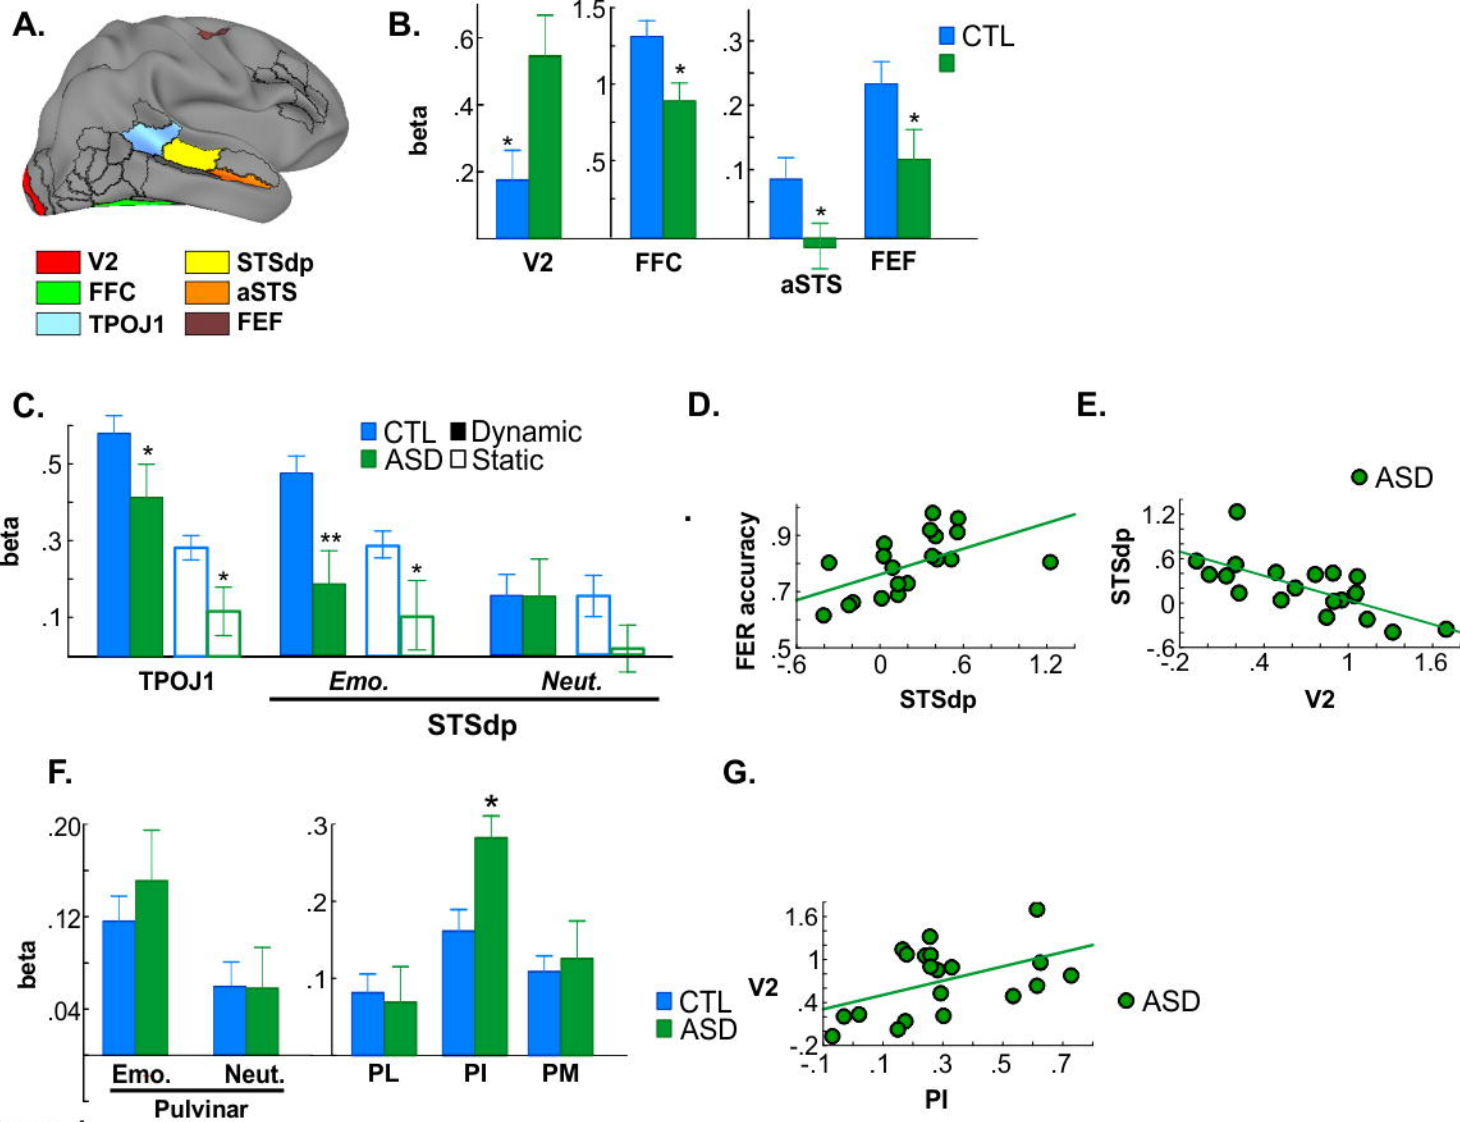 A.
V2
FFC
TPOJ1
STSdp
aSTS
FEF
B.
beta
.6
.4
.2
1.5
1
.5
.3
.2
.1
*
*
*
*
V2
FFC
aSTS
FEF
CTL
C.
beta
.5
.3
.1
*
*
**
*
CTL
Dynamic
ASD
Static
TPOJ1
Emo.
Neut.
STSdp
D.
FER accuracy
.9
.7
.5
-.6 0 .6 1.2
STSdp
E.
ASD
STSdp
1.2
.6
0
-.6
-.2 .4 1 1.6
V2
F.
beta
.20
.12
.04
Emo. Neut.
Pulvinar
.3
.2
.1
*
PL PI PM
CTL
ASD
G.
V2
1.6
1
.4
-.2
-.1 .1 .3 .5 .7
PI
ASD